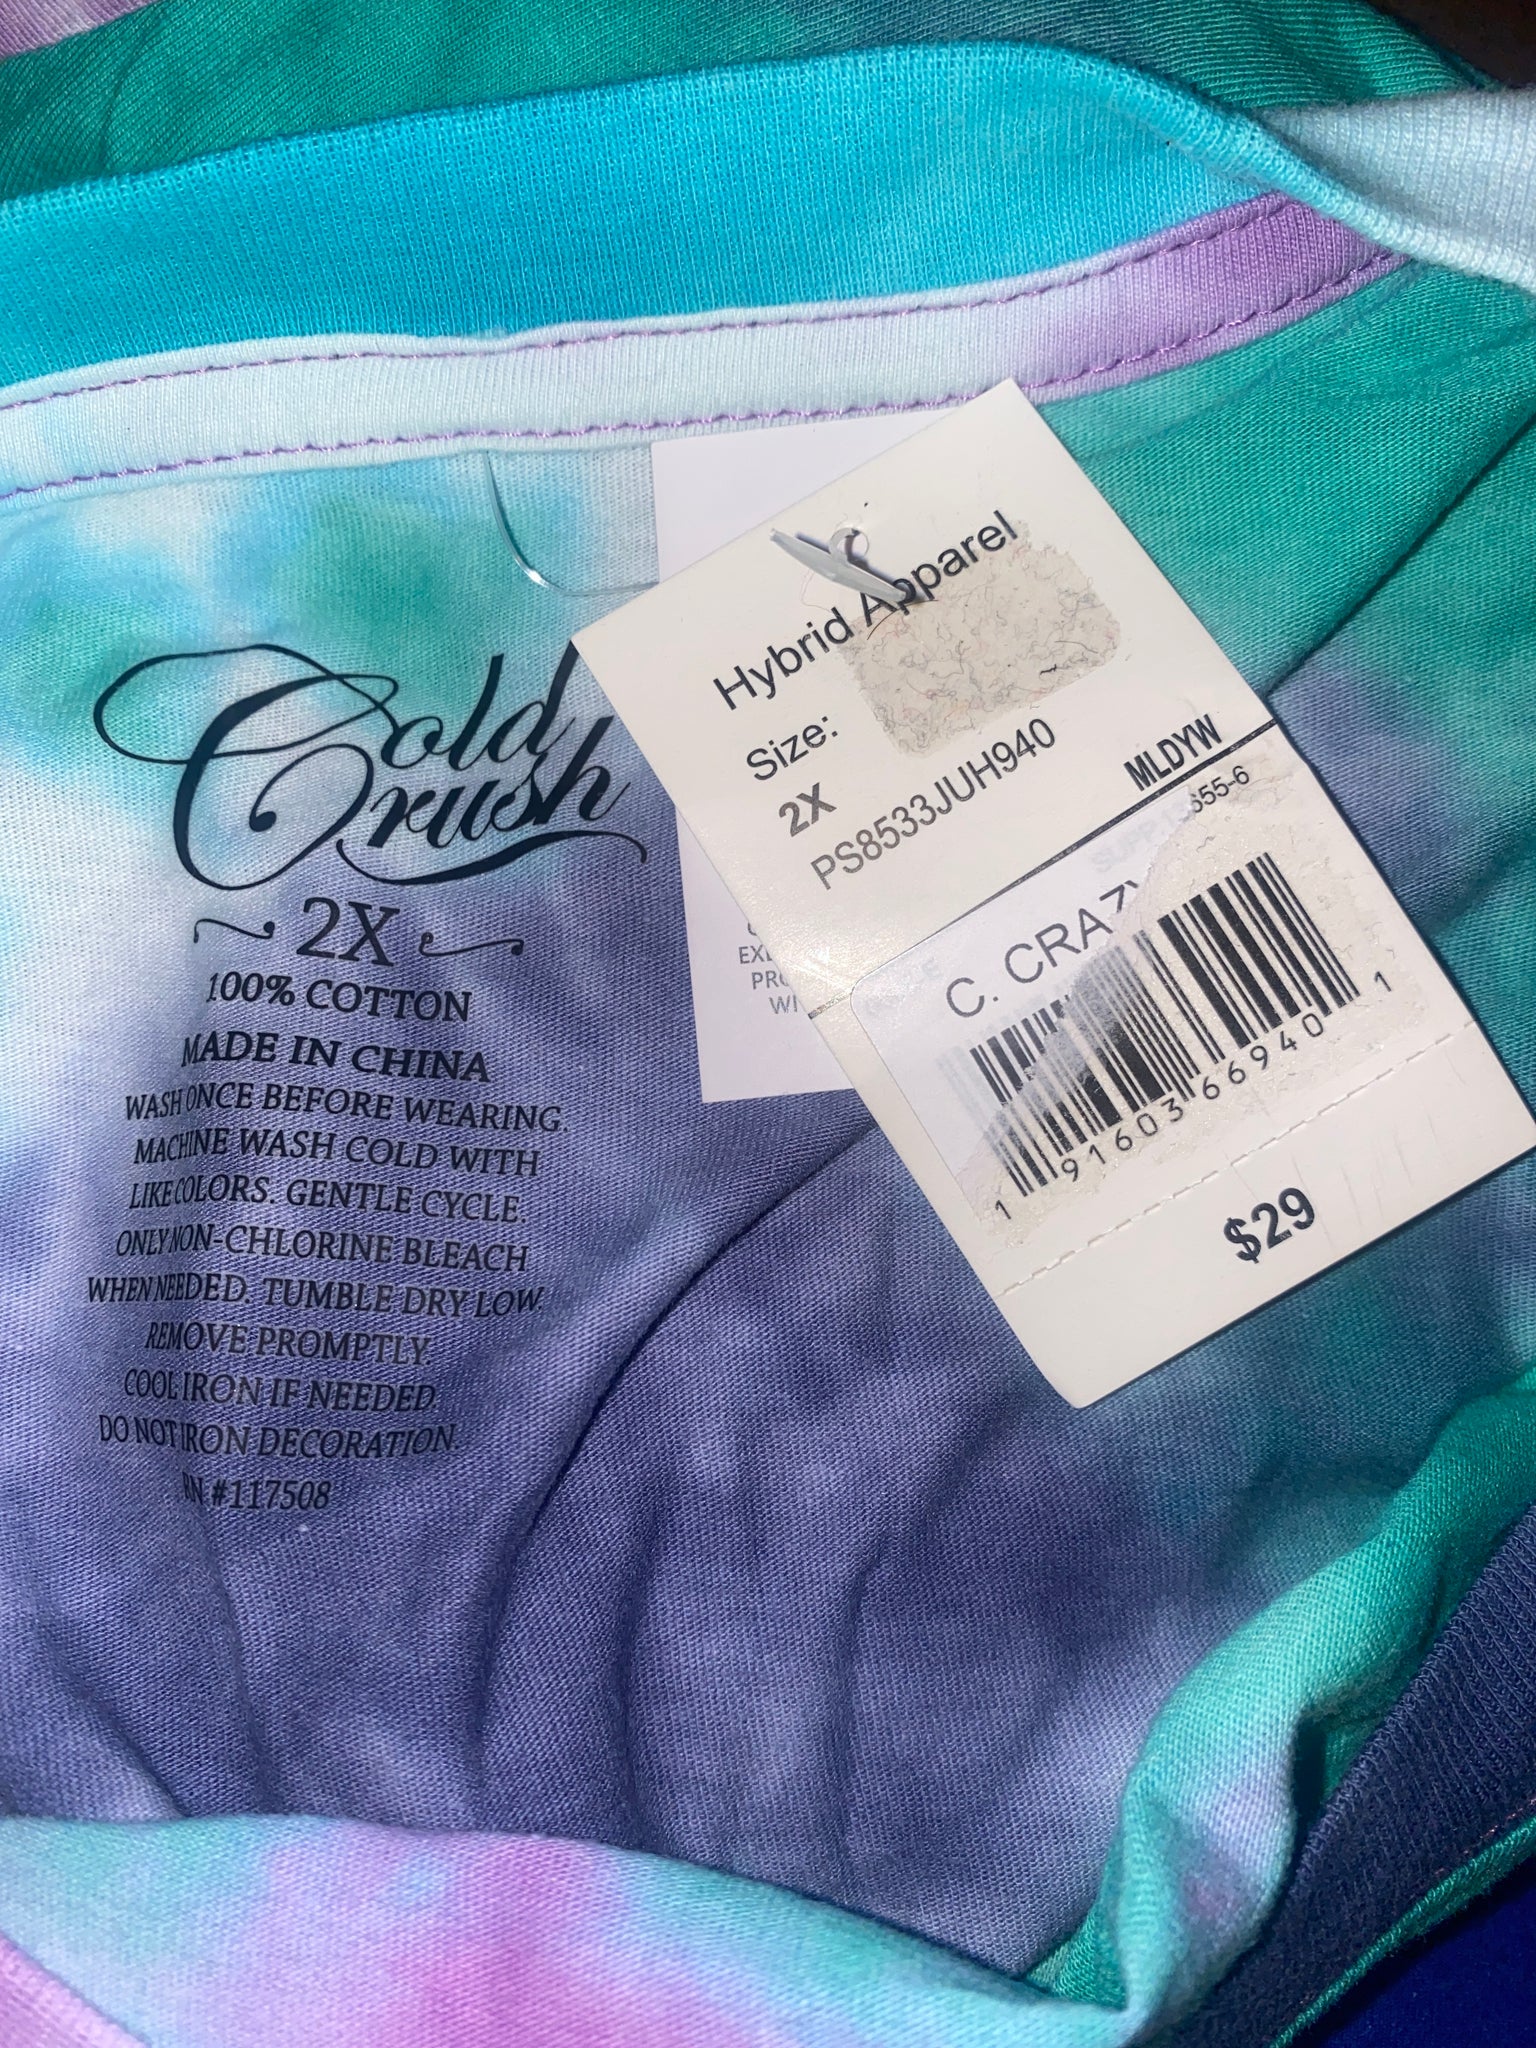 Cold
Crush
2X
100% COTTON
MADE IN CHINA
WASH ONCE BEFORE WEARING.
MACHINE WASH COLD WITH
LIKE COLORS. GENTLE CYCLE.
ONLY NON-CHLORINE BLEACH
WHEN NEEDED. TUMBLE DRY LOW.
REMOVE PROMPTLY.
COOL IRON IF NEEDED.
DO NOT IRON DECORATION.
RN #117508
Hybrid Apparel
Size:
2X
PS8533JUH940
MLDYW
C. CRAZY
1 91603 66940 1
$29